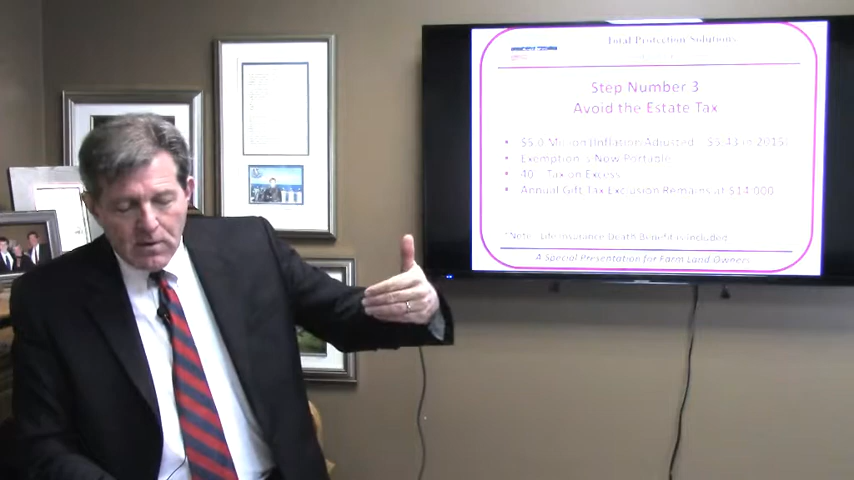 Total Protection Solutions
Step Number 3
Avoid the Estate Tax
• $5.0 Million (Inflation Adjusted - $5.43 in 2015)
• Exemption is Now Portable
• 40 Tax on Excess
• Annual Gift Tax Exclusion Remains at $14,000
*Note: Life Insurance Death Benefit is Included
A Special Presentation for Farm Land Owners